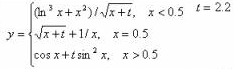 (ln³ x + x²) / √x+t, x < 0.5 t = 2.2
y = { √x+t + 1/x, x = 0.5
cos x + t sin² x, x > 0.5